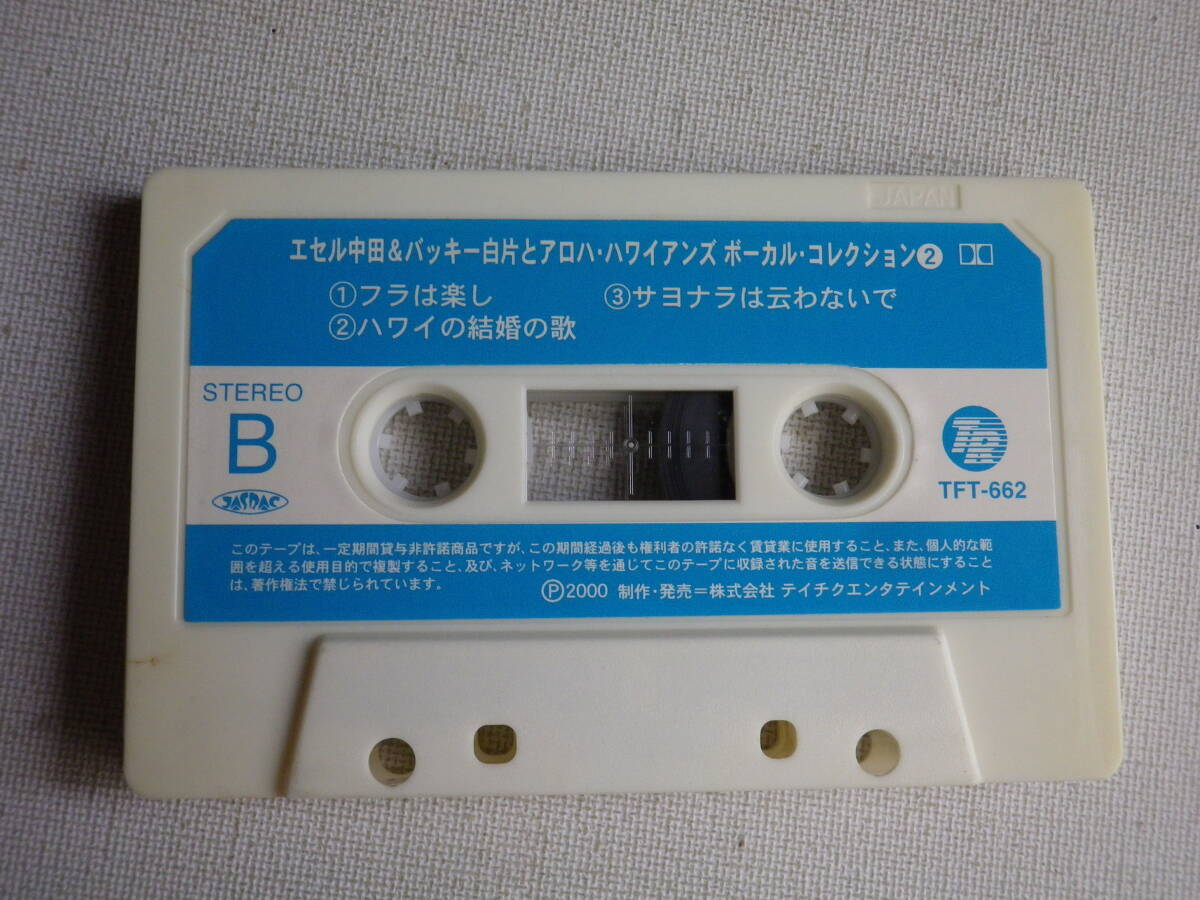 JAPAN
エセル中田&バッキー白片とアロハ・ハワイアンズ ボーカル・コレクション❷
①フラは楽し
③サヨナラは云わないで
②ハワイの結婚の歌
STEREO
B
JASRAC
TFT-662
このテープは、一定期間貸与非許諾商品ですが、この期間経過後も権利者の許諾なく賃貸業に使用すること、また、個人的な範
囲を超える使用目的で複製すること、及び、ネットワーク等を通じてこのテープに収録された音を送信できる状態にすること
は、著作権法で禁じられています。
Ⓟ2000 制作・発売=株式会社 テイチクエンタテインメント